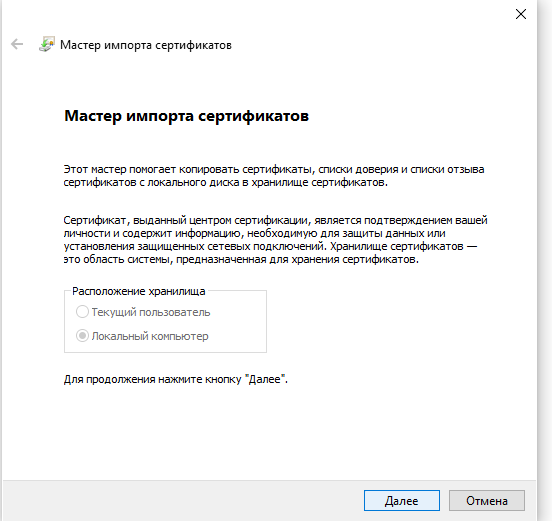 Мастер импорта сертификатов
Мастер импорта сертификатов
Этот мастер помогает копировать сертификаты, списки доверия и списки отзыва
сертификатов с локального диска в хранилище сертификатов.
Сертификат, выданный центром сертификации, является подтверждением вашей
личности и содержит информацию, необходимую для защиты данных или
установления защищенных сетевых подключений. Хранилище сертификатов —
это область системы, предназначенная для хранения сертификатов.
Расположение хранилища
Текущий пользователь
Локальный компьютер
Для продолжения нажмите кнопку "Далее".
Далее
Отмена